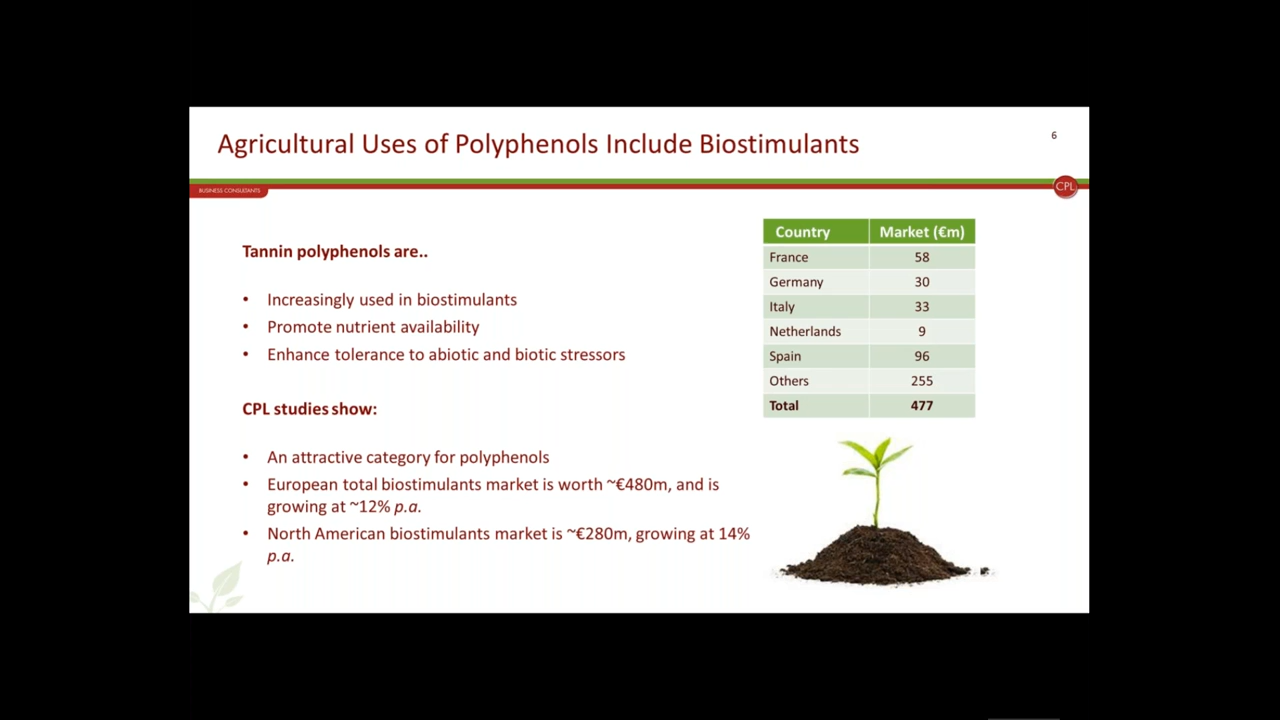 Agricultural Uses of Polyphenols Include Biostimulants
6
BUSINESS CONSULTANTS
CPL
Tannin polyphenols are..
• Increasingly used in biostimulants
• Promote nutrient availability
• Enhance tolerance to abiotic and biotic stressors
CPL studies show:
• An attractive category for polyphenols
• European total biostimulants market is worth ~€480m, and is
growing at ~12% p.a.
• North American biostimulants market is ~€280m, growing at 14%
p.a.
Country Market (€m)
France 58
Germany 30
Italy 33
Netherlands 9
Spain 96
Others 255
Total 477